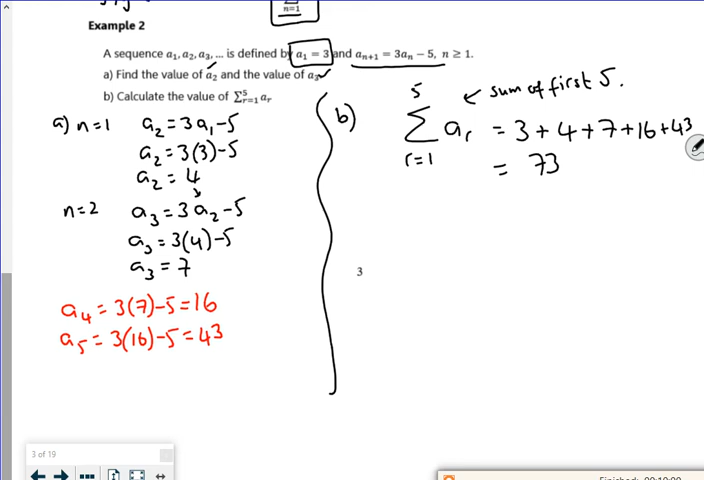 n=1
Example 2
A sequence a₁, a₂, a₃, ... is defined by a₁ = 3 and aₙ₊₁ = 3aₙ − 5, n ≥ 1.
a) Find the value of a₂ and the value of a₃
b) Calculate the value of ∑⁵ᵣ₌₁ aᵣ
a) n=1 a₂ = 3a₁ − 5
a₂ = 3(3) − 5
a₂ = 4
n=2 a₃ = 3a₂ − 5
a₃ = 3(4) − 5
a₃ = 7
a₄ = 3(7) − 5 = 16
a₅ = 3(16) − 5 = 43
b)
5 ← sum of first 5.
∑ aᵣ = 3 + 4 + 7 + 16 + 43
r=1 = 73
3
3 of 19